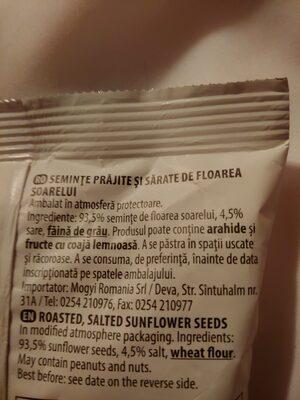 RO SEMINȚE PRĂJITE ȘI SĂRATE DE FLOAREA
SOARELUI
Ambalat în atmosferă protectoare.
Ingrediente: 93,5% semințe de floarea soarelui, 4,5%
sare, făină de grâu. Produsul poate conține arahide și
fructe cu coajă lemnoasă. A se păstra în spații uscate
și răcoroase. A se consuma, de preferință, înainte de data
inscripționată pe spatele ambalajului.
Importator: Mogyi Romania Srl / Deva, Str. Sintuhalm nr.
31A / Tel: 0254 210976, Fax: 0254 210977
EN ROASTED, SALTED SUNFLOWER SEEDS
In modified atmosphere packaging. Ingredients:
93,5% sunflower seeds, 4,5% salt, wheat flour.
May contain peanuts and nuts.
Best before: see date on the reverse side.